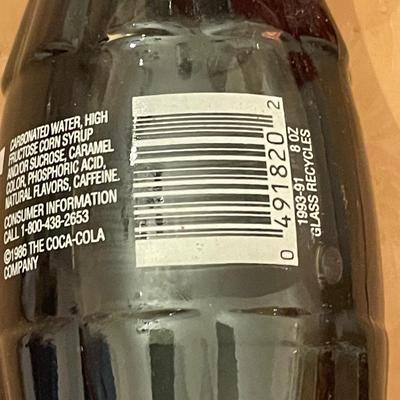 CARBONATED WATER, HIGH
FRUCTOSE CORN SYRUP
AND/OR SUCROSE, CARAMEL
COLOR, PHOSPHORIC ACID,
NATURAL FLAVORS, CAFFEINE.
CONSUMER INFORMATION
CALL 1-800-438-2653
©1986 THE COCA-COLA
COMPANY
0 491820 2
1993-91 8 OZ
GLASS RECYCLES